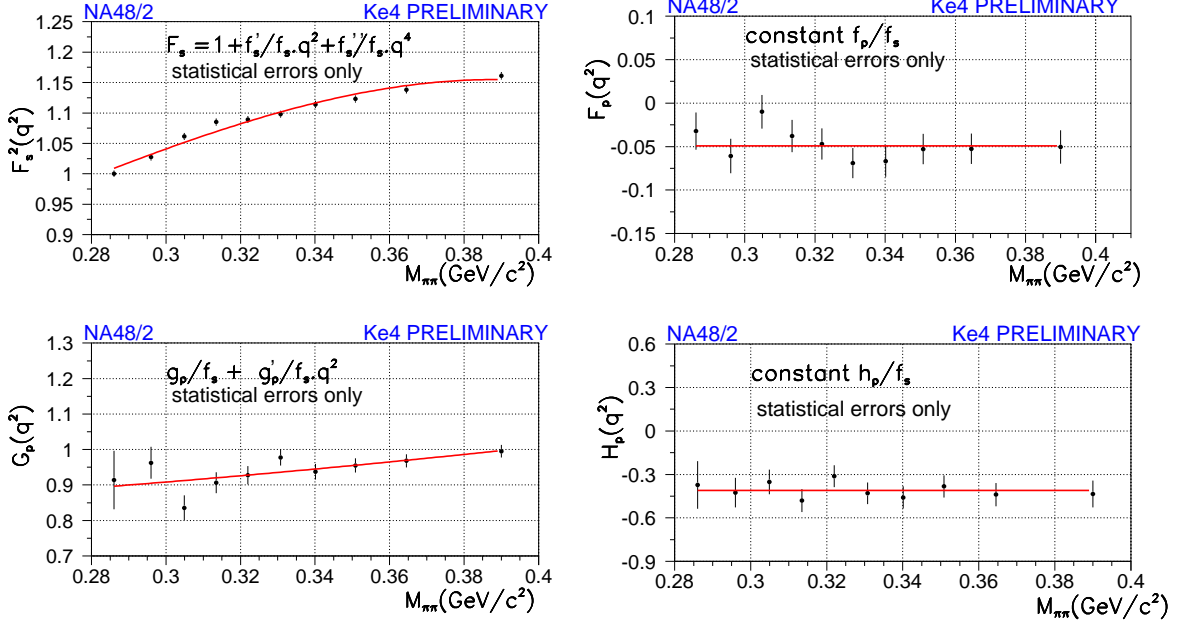 NA48/2 Ke4 PRELIMINARY
F_s = 1 + f_s'/f_s.q^2 + f_s''/f_s.q^4
statistical errors only
F_s^2(q^2)
1.25
1.2
1.15
1.1
1.05
1
0.95
0.9
0.28 0.3 0.32 0.34 0.36 0.38 0.4
M_ππ(GeV/c^2)
NA48/2 Ke4 PRELIMINARY
constant f_p/f_s
statistical errors only
F_p(q^2)
0.1
0.05
0
-0.05
-0.1
-0.15
0.28 0.3 0.32 0.34 0.36 0.38 0.4
M_ππ(GeV/c^2)
NA48/2 Ke4 PRELIMINARY
g_p/f_s + g_p'/f_s.q^2
statistical errors only
G_p(q^2)
1.3
1.2
1.1
1
0.9
0.8
0.7
0.28 0.3 0.32 0.34 0.36 0.38 0.4
M_ππ(GeV/c^2)
NA48/2 Ke4 PRELIMINARY
constant h_p/f_s
statistical errors only
H_p(q^2)
0.6
0.3
0
-0.3
-0.6
-0.9
0.28 0.3 0.32 0.34 0.36 0.38 0.4
M_ππ(GeV/c^2)